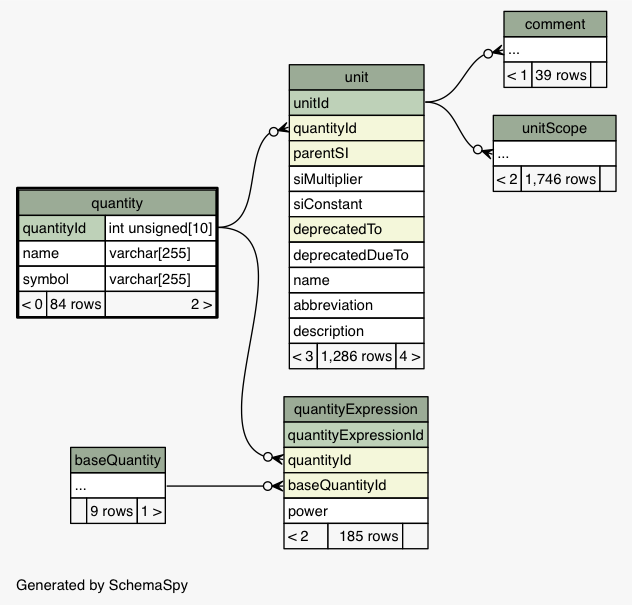 comment
...
< 1 39 rows
unit
unitId
quantityId
parentSI
siMultiplier
siConstant
deprecatedTo
deprecatedDueTo
name
abbreviation
description
< 3 1,286 rows 4 >
unitScope
...
< 2 1,746 rows
quantity
quantityId int unsigned[10]
name varchar[255]
symbol varchar[255]
< 0 84 rows 2 >
quantityExpression
quantityExpressionId
quantityId
baseQuantityId
power
< 2 185 rows
baseQuantity
...
9 rows 1 >
Generated by SchemaSpy